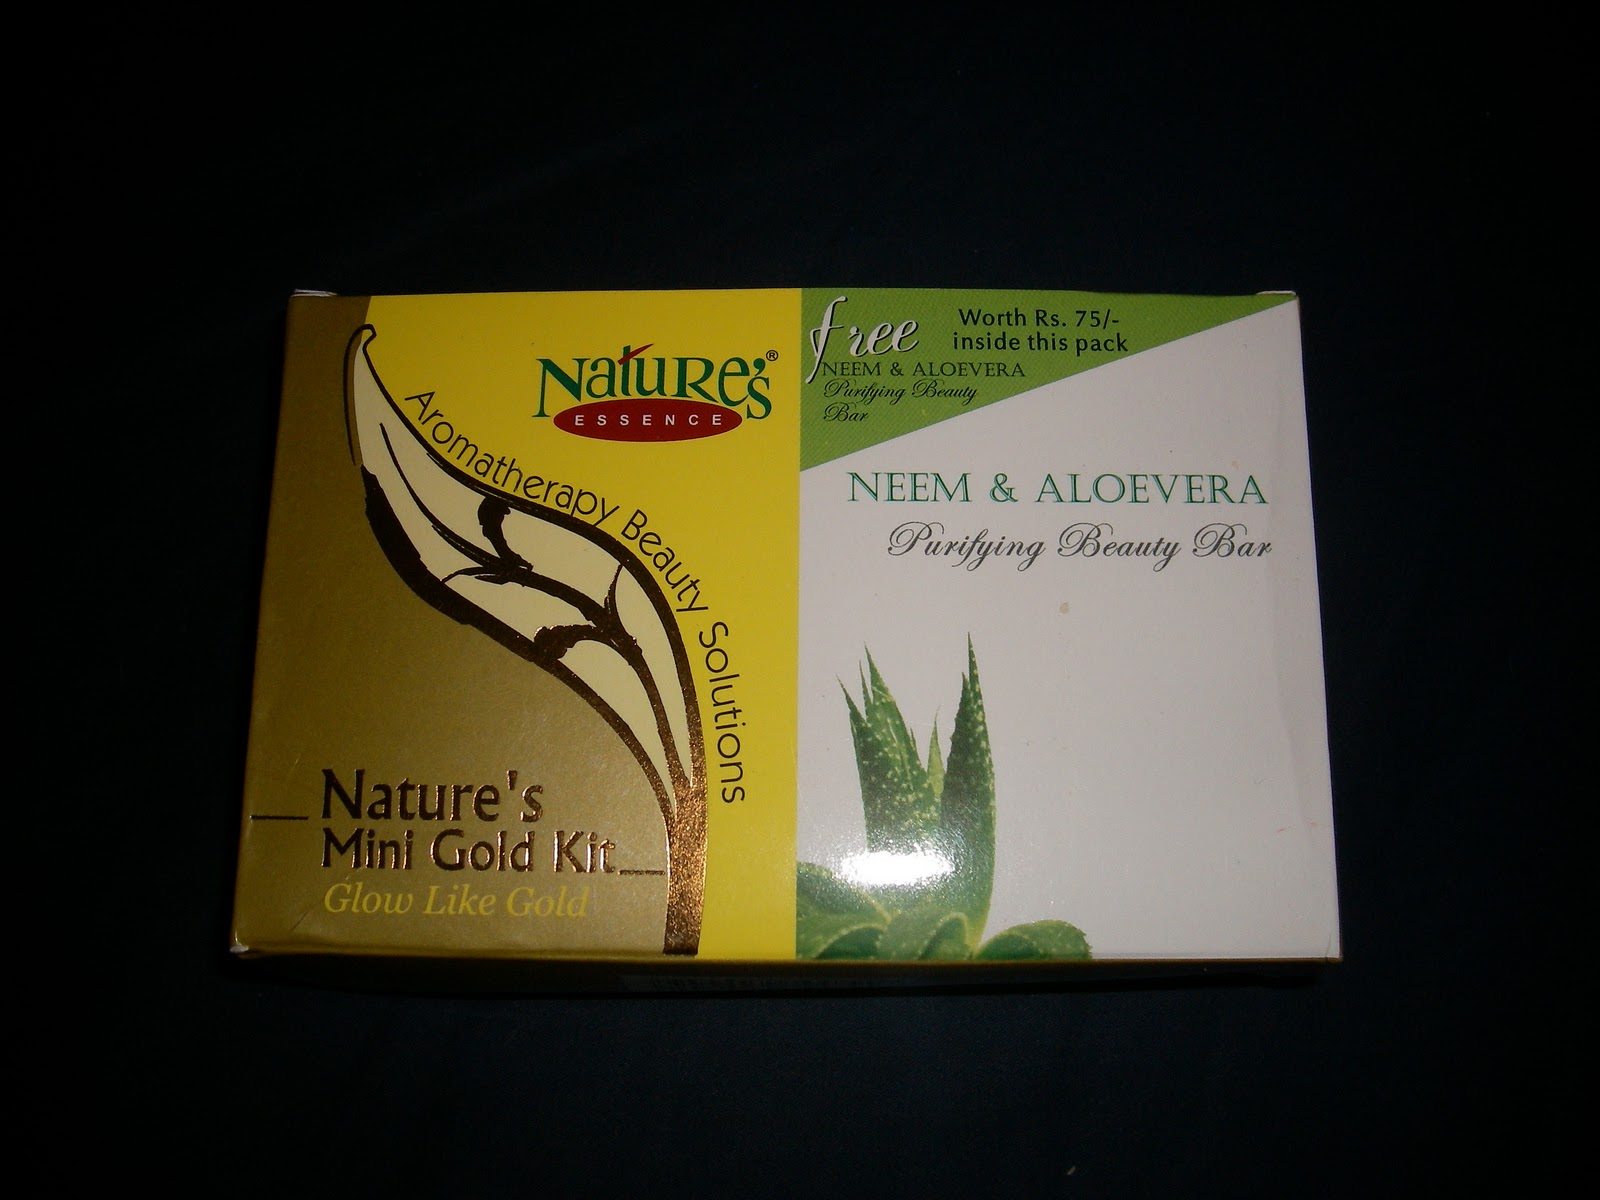 Nature's®
ESSENCE
Aromatherapy Beauty Solutions
Nature's
Mini Gold Kit
Glow Like Gold
free
Worth Rs. 75/-
inside this pack
NEEM & ALOEVERA
Purifying Beauty
Bar
NEEM & ALOEVERA
Purifying Beauty Bar